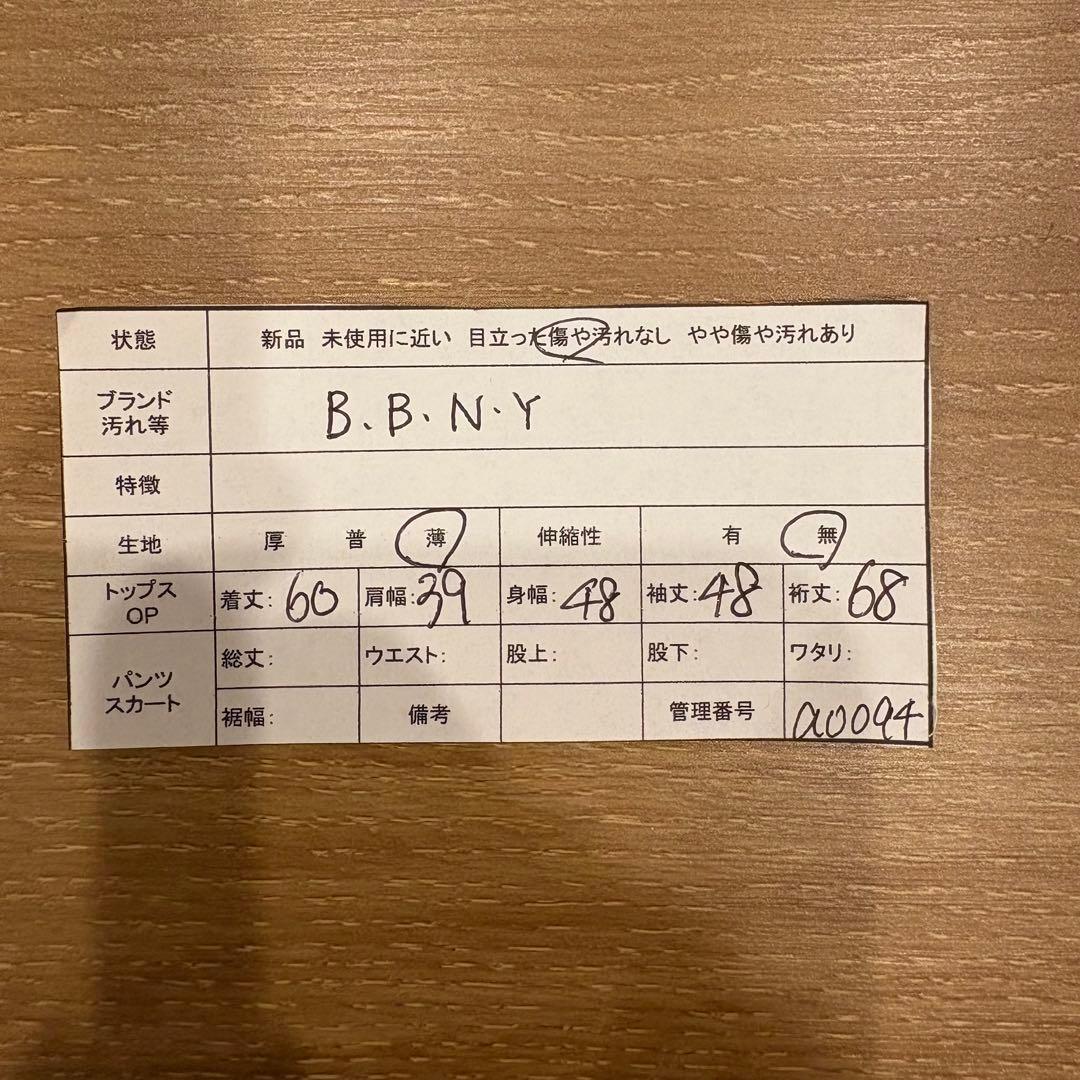 状態 新品 未使用に近い 目立った傷や汚れなし やや傷や汚れあり
ブランド
汚れ等
B.B.N.Y
特徴
生地 厚 普 薄 伸縮性 有 無
トップス
OP
着丈: 60 肩幅: 39 身幅: 48 袖丈: 48 裄丈: 68
パンツ
スカート
総丈: ウエスト: 股上: 股下: ワタリ:
裾幅: 備考 管理番号 a0094